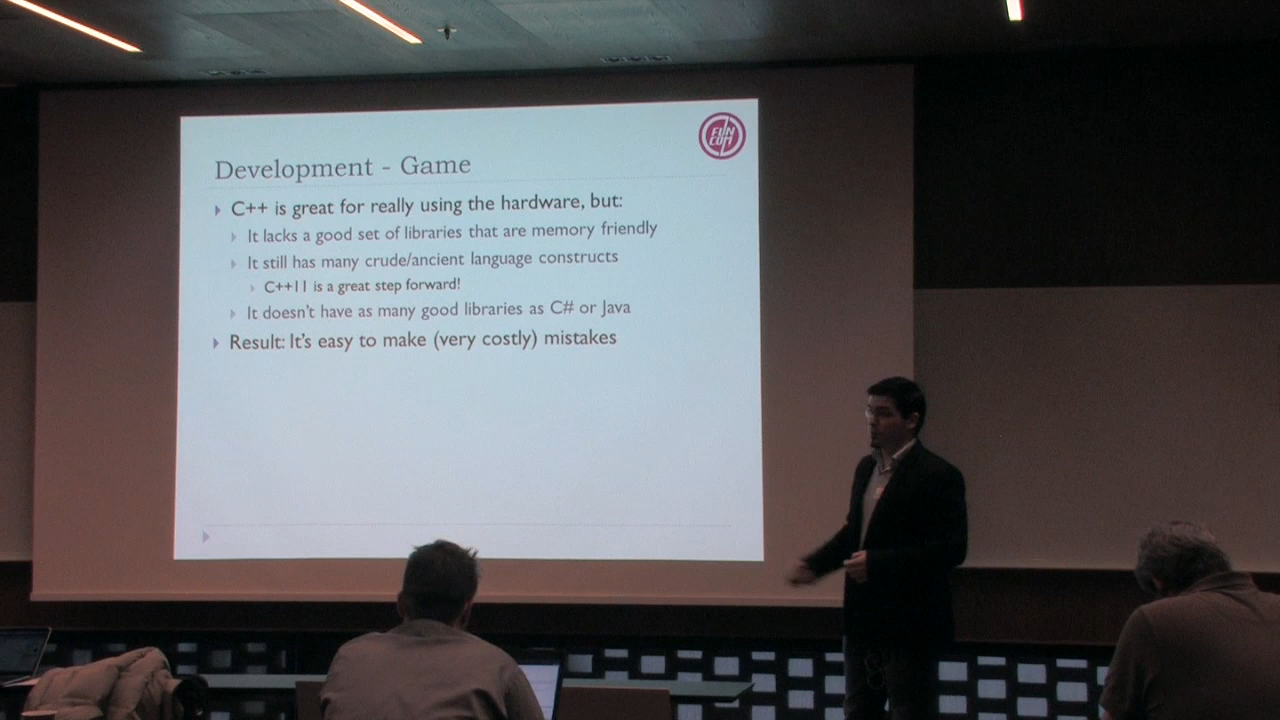 FUN
COM
Development - Game
C++ is great for really using the hardware, but:
It lacks a good set of libraries that are memory friendly
It still has many crude/ancient language constructs
C++11 is a great step forward!
It doesn't have as many good libraries as C# or Java
Result: It's easy to make (very costly) mistakes